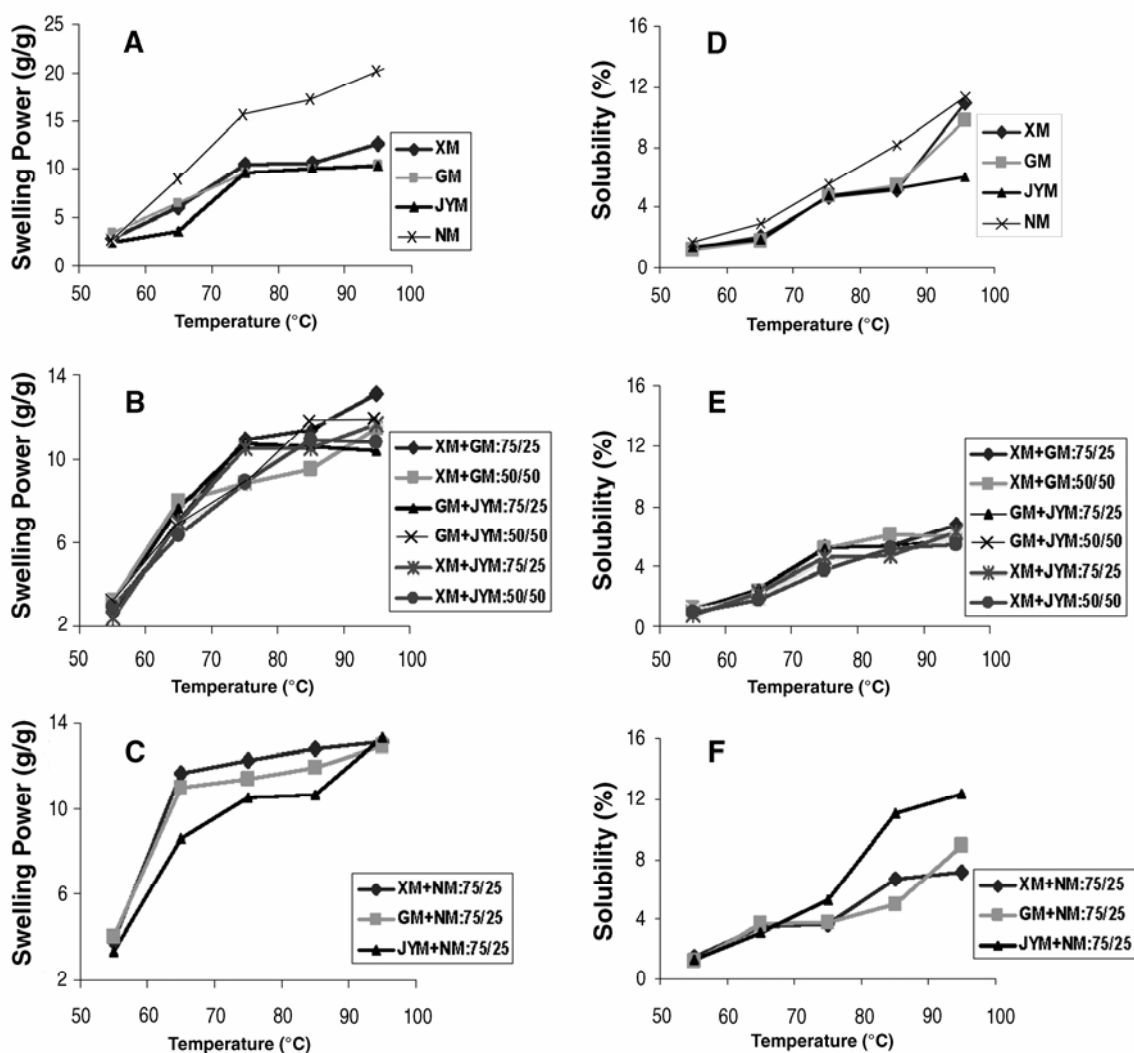 A
Swelling Power (g/g)
25
20
15
10
5
0
50 60 70 80 90 100
Temperature (°C)
XM
GM
JYM
NM
D
Solubility (%)
16
12
8
4
0
50 60 70 80 90 100
Temperature (°C)
XM
GM
JYM
NM
B
Swelling Power (g/g)
14
10
6
2
50 60 70 80 90 100
Temperature (°C)
XM+GM:75/25
XM+GM:50/50
GM+JYM:75/25
GM+JYM:50/50
XM+JYM:75/25
XM+JYM:50/50
E
Solubility (%)
16
12
8
4
0
50 60 70 80 90 100
Temperature (°C)
XM+GM:75/25
XM+GM:50/50
GM+JYM:75/25
GM+JYM:50/50
XM+JYM:75/25
XM+JYM:50/50
C
Swelling Power (g/g)
14
10
6
2
50 60 70 80 90 100
Temperature (°C)
XM+NM:75/25
GM+NM:75/25
JYM+NM:75/25
F
Solubility (%)
16
12
8
4
0
50 60 70 80 90 100
Temperature (°C)
XM+NM:75/25
GM+NM:75/25
JYM+NM:75/25